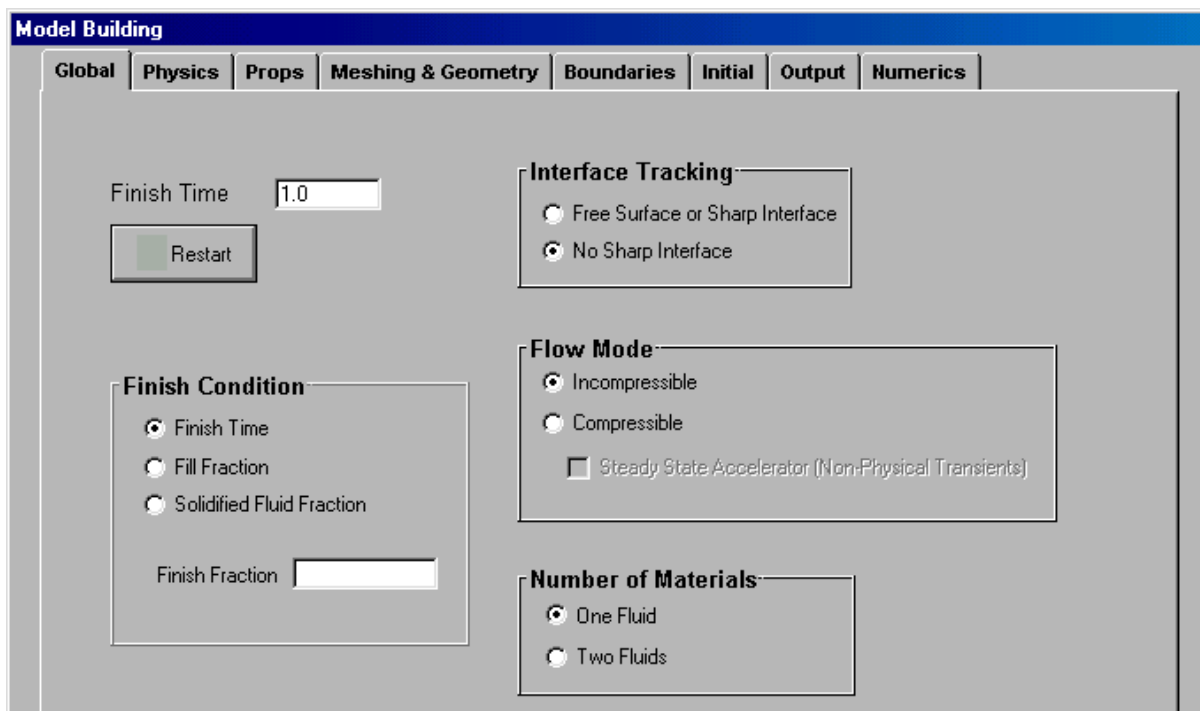 Model Building
Global Physics Props Meshing & Geometry Boundaries Initial Output Numerics
Finish Time 1.0
Restart
Finish Condition
Finish Time
Fill Fraction
Solidified Fluid Fraction
Finish Fraction
Interface Tracking
Free Surface or Sharp Interface
No Sharp Interface
Flow Mode
Incompressible
Compressible
Steady State Accelerator (Non-Physical Transients)
Number of Materials
One Fluid
Two Fluids